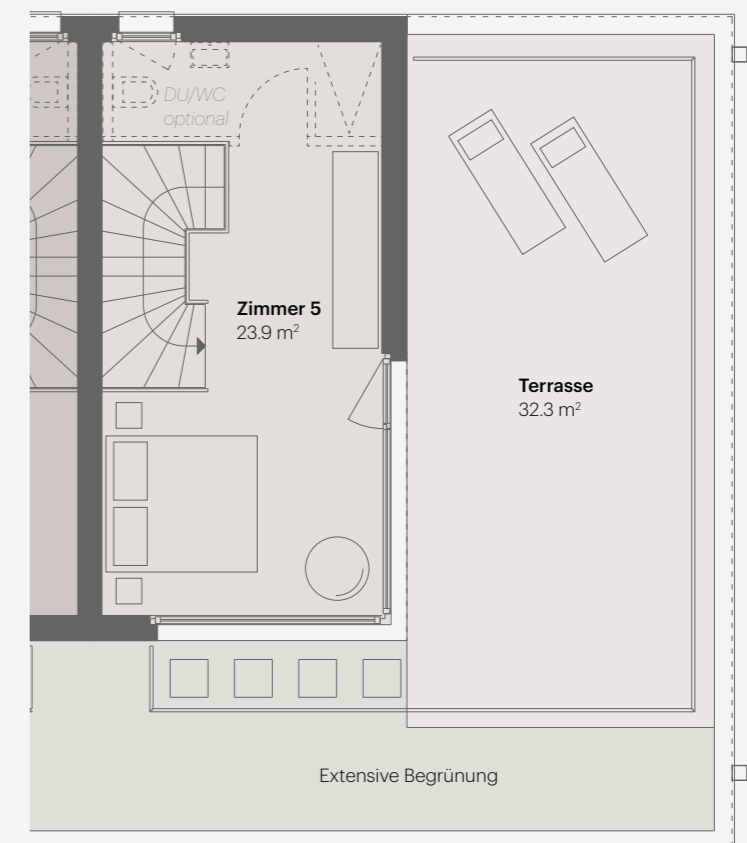 DU/WC
optional
Zimmer 5
23.9 m²
Terrasse
32.3 m²
Extensive Begrünung